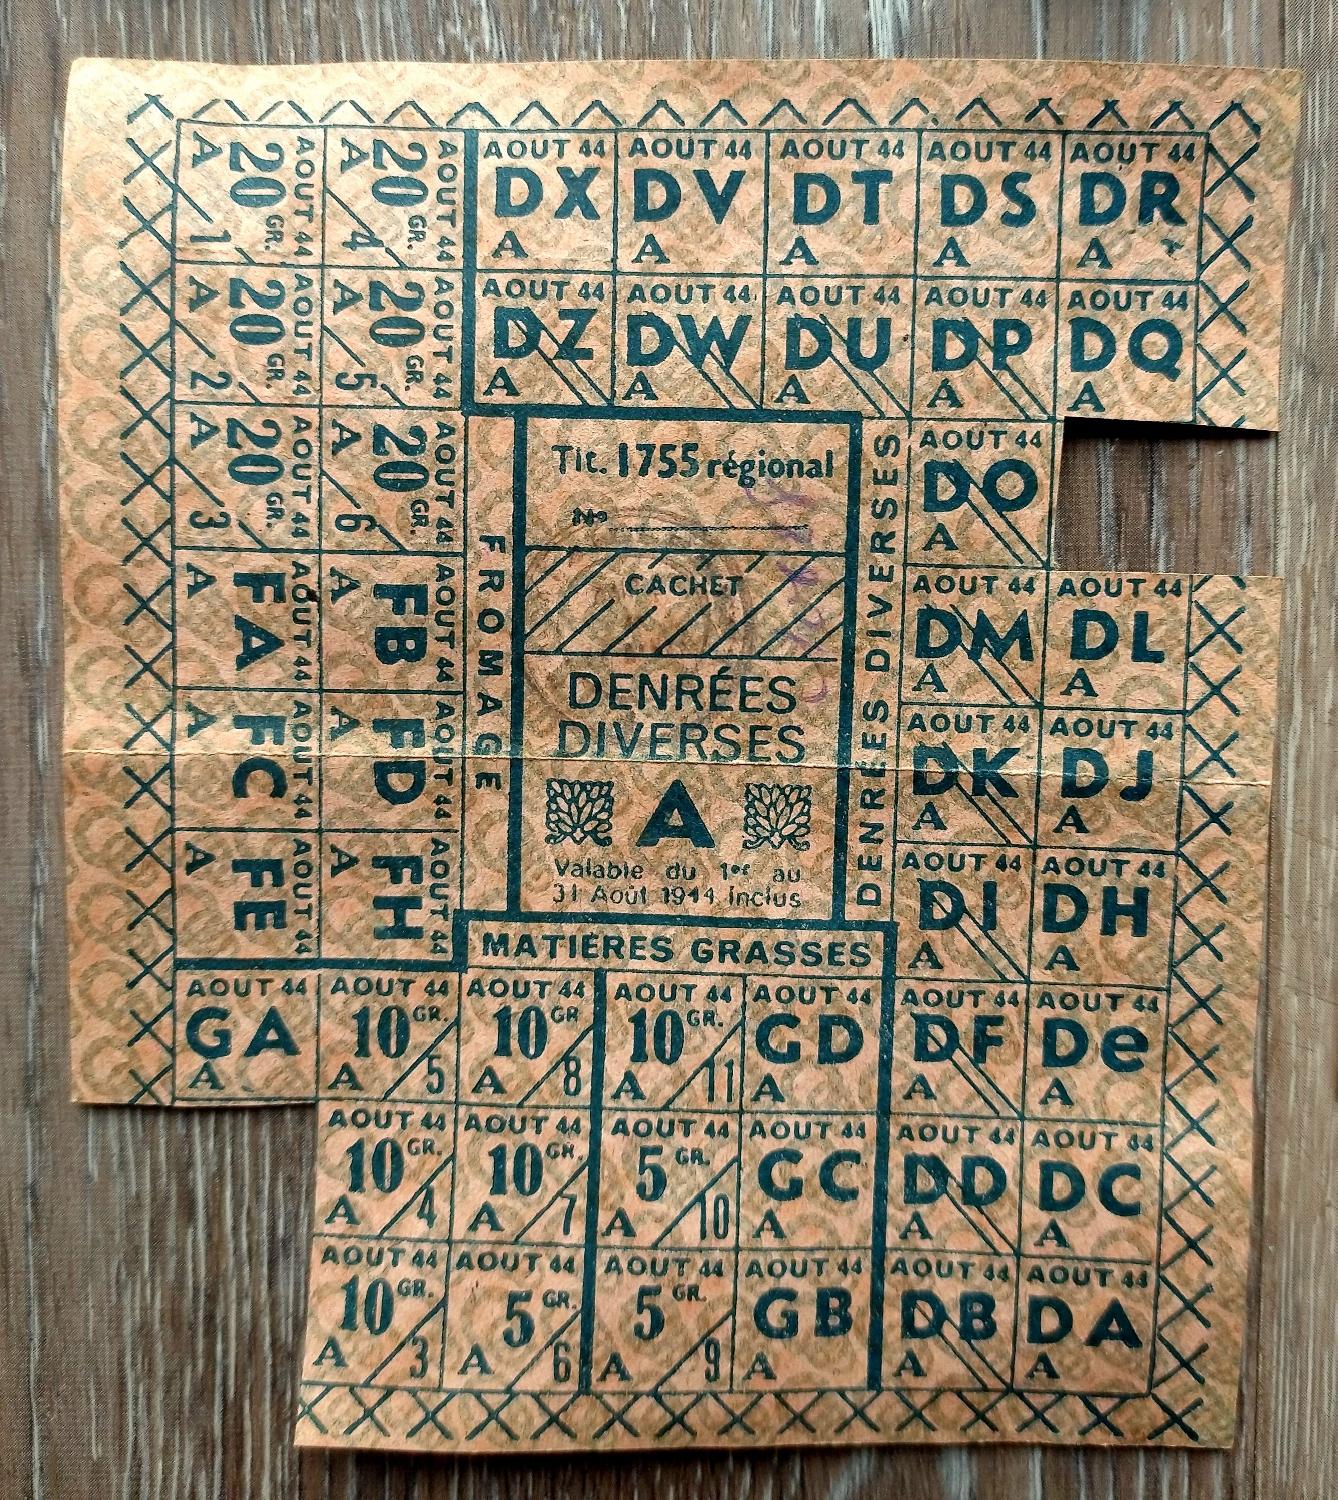 AOUT 44 AOUT 44 AOUT 44 AOUT 44 AOUT 44
DX DV DT DS DR
A A A A A
AOUT 44 AOUT 44 AOUT 44 AOUT 44 AOUT 44
DZ DW DU DP DQ
A A A A A
AOUT 44
20 GR.
A 4
AOUT 44
20 GR.
A 5
AOUT 44
20 GR.
A 6
AOUT 44
FB
A
AOUT 44
FD
A
AOUT 44
FH
A
AOUT 44
20 GR.
A 1
AOUT 44
20 GR.
A 2
AOUT 44
20 GR.
A 3
AOUT 44
FA
A
AOUT 44
FC
A
AOUT 44
FE
A
FROMAGE
Tit. 1755 régional
No
CACHET
DENRÉES
DIVERSES
A
Valable du 1er au
31 Août 1944 inclus
DENRÉES DIVERSES
AOUT 44
DO
A
AOUT 44 AOUT 44
DM DL
A A
AOUT 44 AOUT 44
DK DJ
A A
AOUT 44 AOUT 44
DI DH
A A
AOUT 44 AOUT 44
DF De
A A
AOUT 44 AOUT 44
DD DC
A A
AOUT 44 AOUT 44
DB DA
A A
MATIÈRES GRASSES
AOUT 44 AOUT 44 AOUT 44 AOUT 44 AOUT 44
GA 10 GR. 10 GR 10 GR. GD
A A 5 A 8 A 11 A
AOUT 44 AOUT 44 AOUT 44 AOUT 44
10 GR. 10 GR. 5 GR. GC
A 4 A 7 A 10 A
AOUT 44 AOUT 44 AOUT 44 AOUT 44
10 GR. 5 GR. 5 GR. GB
A 3 A 6 A 9 A